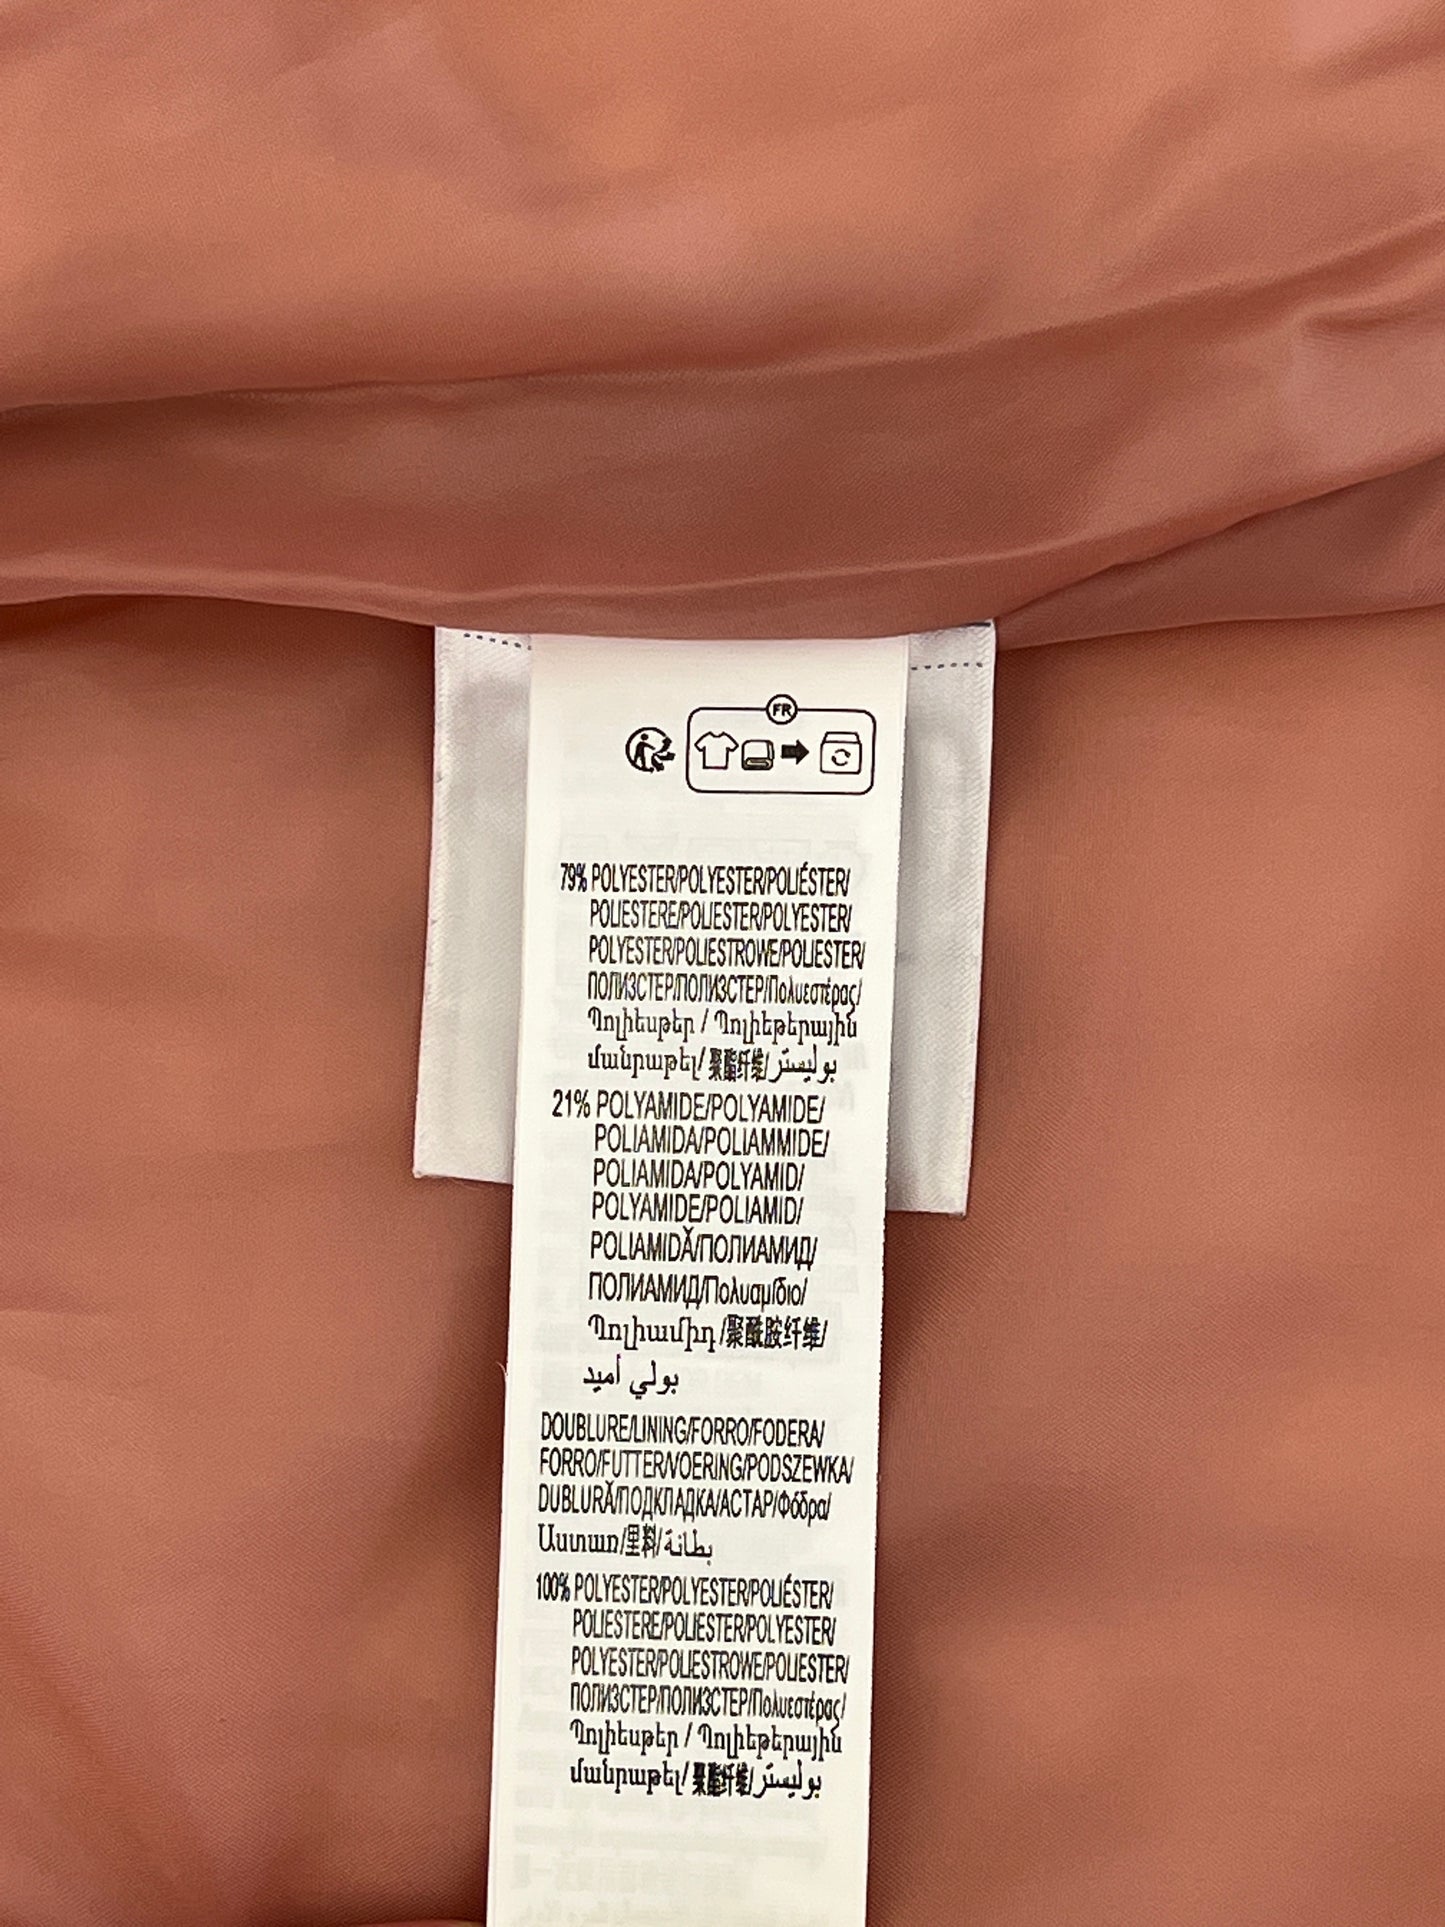 FR
79% POLYESTER/POLYESTER/POLIÉSTER/
POLIESTERE/POLIESTER/POLYESTER/
POLYESTER/POLIESTROWE/POLIESTER/
ПОЛИЗСТЕР/ПОЛИЗСТЕР/Πολυεστέρας/
Պոլիեսթեր / Պոլիեթերային
մանրաթել/聚酯纤维/بوليستر
21% POLYAMIDE/POLYAMIDE/
POLIAMIDA/POLIAMMIDE/
POLIAMIDA/POLYAMID/
POLYAMIDE/POLIAMID/
POLIAMIDĂ/ПОЛИАМИД/
ПОЛИАМИД/Πολυαμίδιο/
Պոլիամիդ/聚酰胺纤维/
بولي أميد
DOUBLURE/LINING/FORRO/FODERA/
FORRO/FUTTER/VOERING/PODSZEWKA/
DUBLURĂ/ПОДКЛАДКА/АСТАР/Φόδρα/
Աստառ/里料/بطانة
100% POLYESTER/POLYESTER/POLIÉSTER/
POLIESTERE/POLIESTER/POLYESTER/
POLYESTER/POLIESTROWE/POLIESTER/
ПОЛИЗСТЕР/ПОЛИЗСТЕР/Πολυεστέρας/
Պոլիեսթեր / Պոլիեթերային
մանրաթել/聚酯纤维/بوليستر